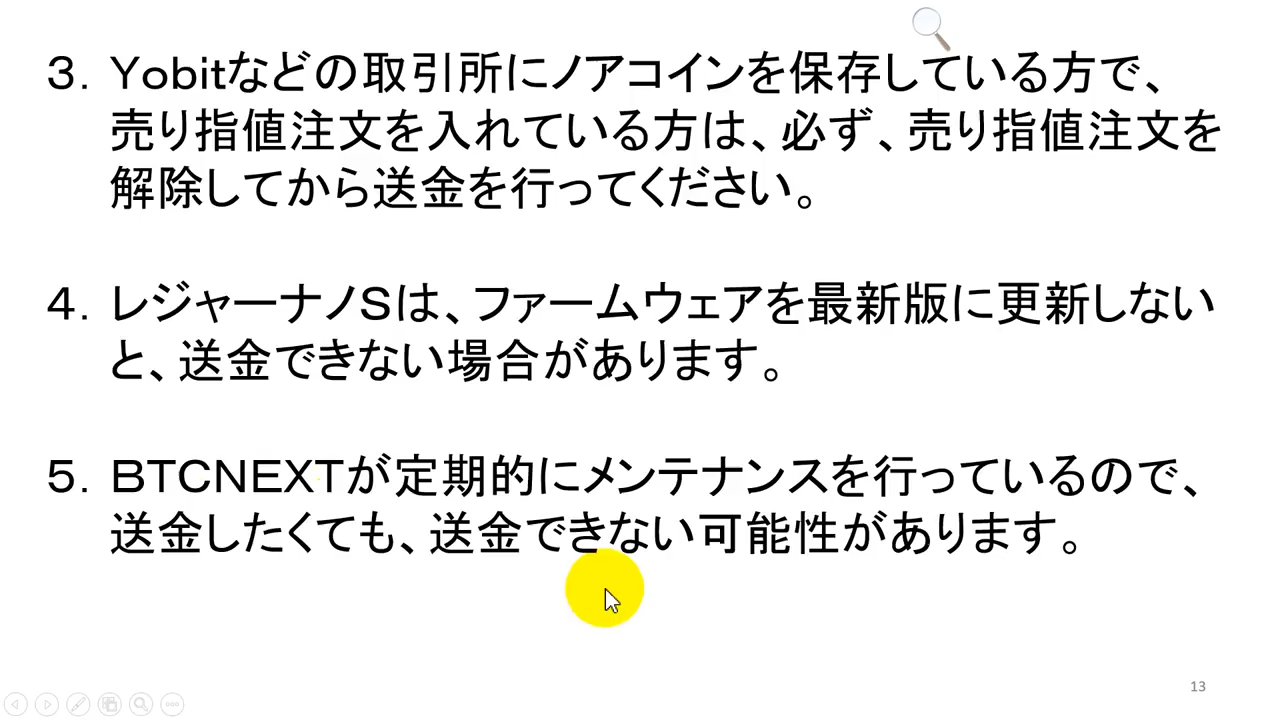 ３．Yobitなどの取引所にノアコインを保存している方で、
売り指値注文を入れている方は、必ず、売り指値注文を
解除してから送金を行ってください。
４．レジャーナノSは、ファームウェアを最新版に更新しない
と、送金できない場合があります。
５．BTCNEXTが定期的にメンテナンスを行っているので、
送金したくても、送金できない可能性があります。
13